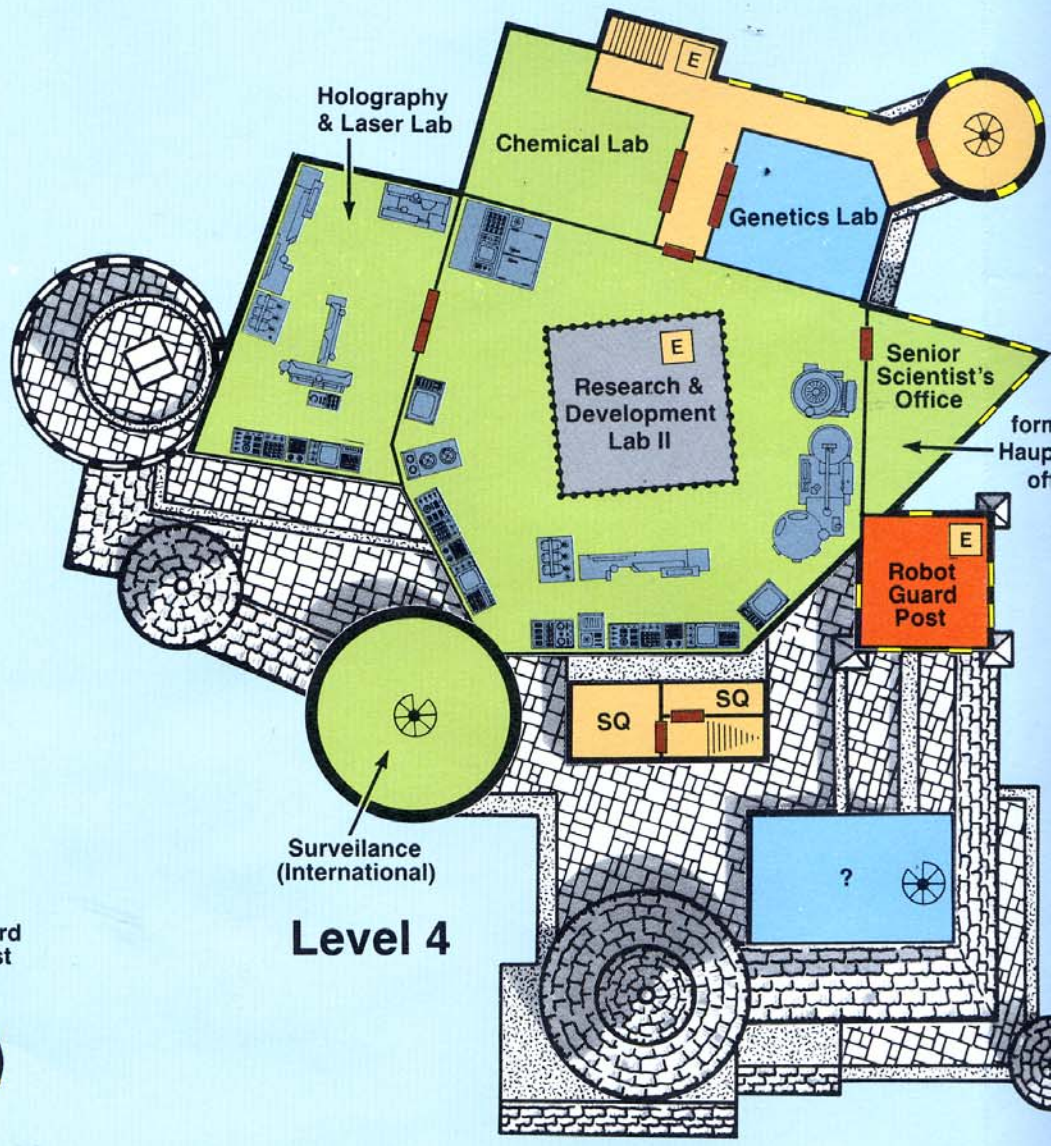 E
Holography
& Laser Lab
Chemical Lab
Genetics Lab
E
Research &
Development
Lab II
Senior
Scientist's
Office
E
Robot
Guard
Post
SQ
SQ
Surveilance
(International)
?
Level 4